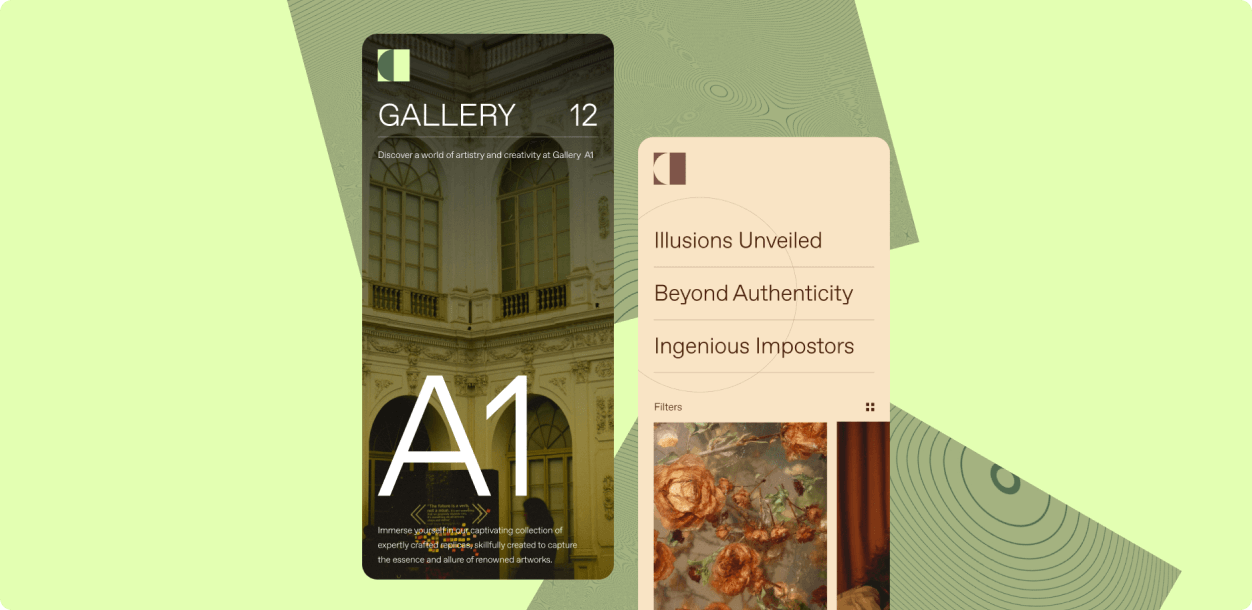 GALLERY 12
Discover a world of artistry and creativity at Gallery A1
A1
Immerse yourself in our captivating collection of
expertly crafted replicas, skillfully created to capture
the essence and allure of renowned artworks.
Illusions Unveiled
Beyond Authenticity
Ingenious Impostors
Filters